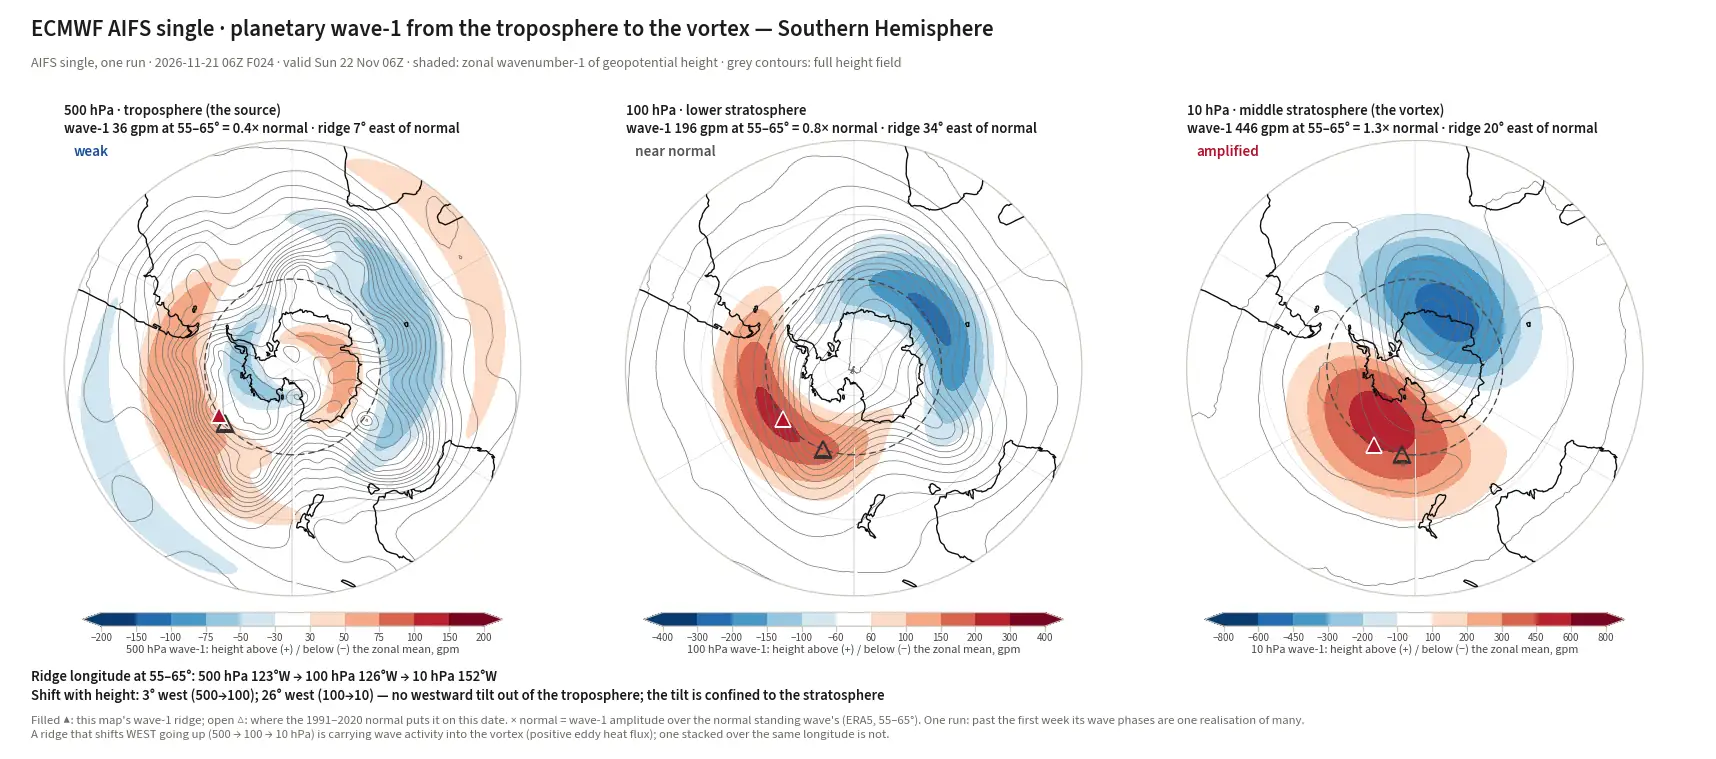 ECMWF AIFS single · planetary wave-1 from the troposphere to the vortex — Southern Hemisphere
AIFS single, one run · 2026-11-21 06Z F024 · valid Sun 22 Nov 06Z · shaded: zonal wavenumber-1 of geopotential height · grey contours: full height field
500 hPa · troposphere (the source)
wave-1 36 gpm at 55–65° = 0.4× normal · ridge 7° east of normal
weak
100 hPa · lower stratosphere
wave-1 196 gpm at 55–65° = 0.8× normal · ridge 34° east of normal
near normal
10 hPa · middle stratosphere (the vortex)
wave-1 446 gpm at 55–65° = 1.3× normal · ridge 20° east of normal
amplified
−200 −150 −100 −75 −50 −30 30 50 75 100 150 200
500 hPa wave-1: height above (+) / below (−) the zonal mean, gpm
−400 −300 −200 −150 −100 −60 60 100 150 200 300 400
100 hPa wave-1: height above (+) / below (−) the zonal mean, gpm
−800 −600 −450 −300 −200 −100 100 200 300 450 600 800
10 hPa wave-1: height above (+) / below (−) the zonal mean, gpm
Ridge longitude at 55–65°: 500 hPa 123°W → 100 hPa 126°W → 10 hPa 152°W
Shift with height: 3° west (500→100); 26° west (100→10) — no westward tilt out of the troposphere; the tilt is confined to the stratosphere
Filled ▲: this map's wave-1 ridge; open △: where the 1991–2020 normal puts it on this date. × normal = wave-1 amplitude over the normal standing wave's (ERA5, 55–65°). One run: past the first week its wave phases are one realisation of many.
A ridge that shifts WEST going up (500 → 100 → 10 hPa) is carrying wave activity into the vortex (positive eddy heat flux); one stacked over the same longitude is not.